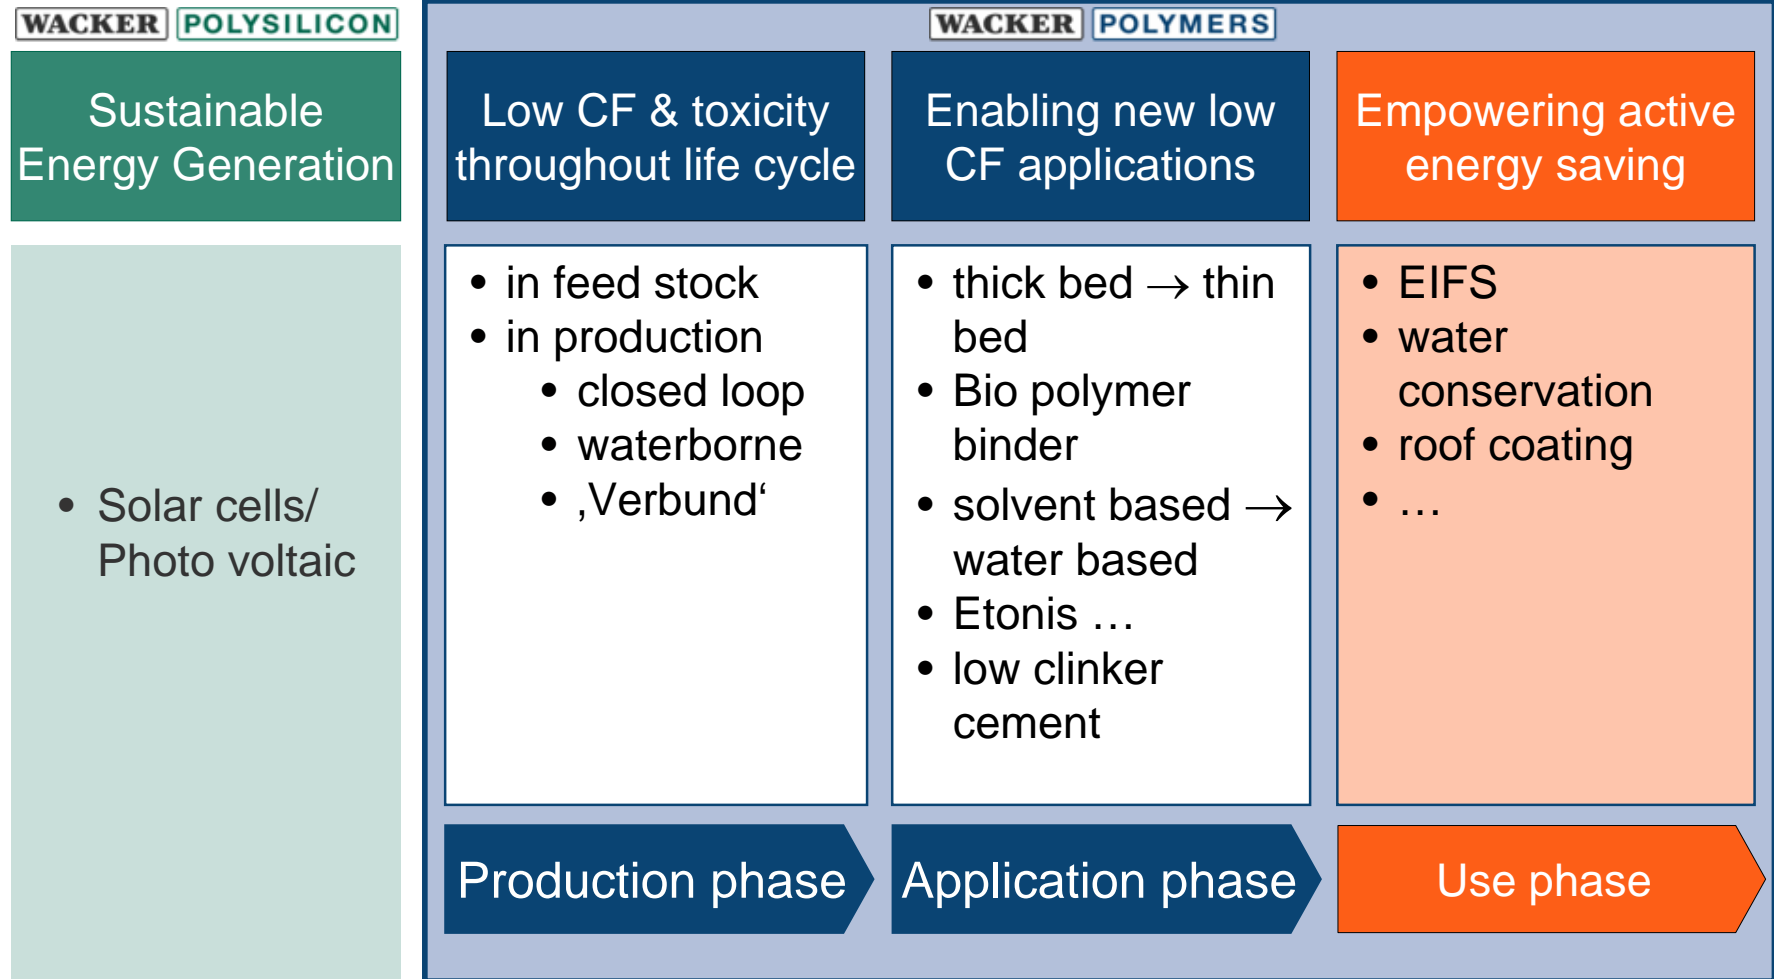 WACKER POLYSILICON
Sustainable
Energy Generation
• Solar cells/
Photo voltaic
WACKER POLYMERS
Low CF & toxicity
throughout life cycle
• in feed stock
• in production
• closed loop
• waterborne
• ‚Verbund‘
Production phase
Enabling new low
CF applications
• thick bed → thin
bed
• Bio polymer
binder
• solvent based →
water based
• Etonis …
• low clinker
cement
Application phase
Empowering active
energy saving
• EIFS
• water
conservation
• roof coating
• …
Use phase